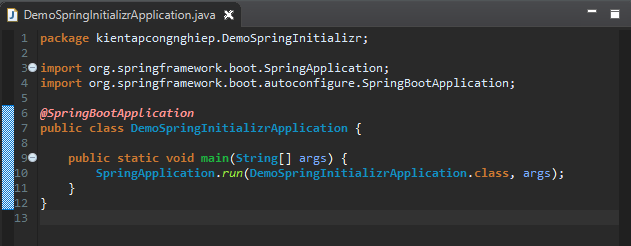 DemoSpringInitializrApplication.java
1 package kientapcongnghiep.DemoSpringInitializr;
2
3 import org.springframework.boot.SpringApplication;
4 import org.springframework.boot.autoconfigure.SpringBootApplication;
5
6 @SpringBootApplication
7 public class DemoSpringInitializrApplication {
8
9     public static void main(String[] args) {
10         SpringApplication.run(DemoSpringInitializrApplication.class, args);
11     }
12 }
13